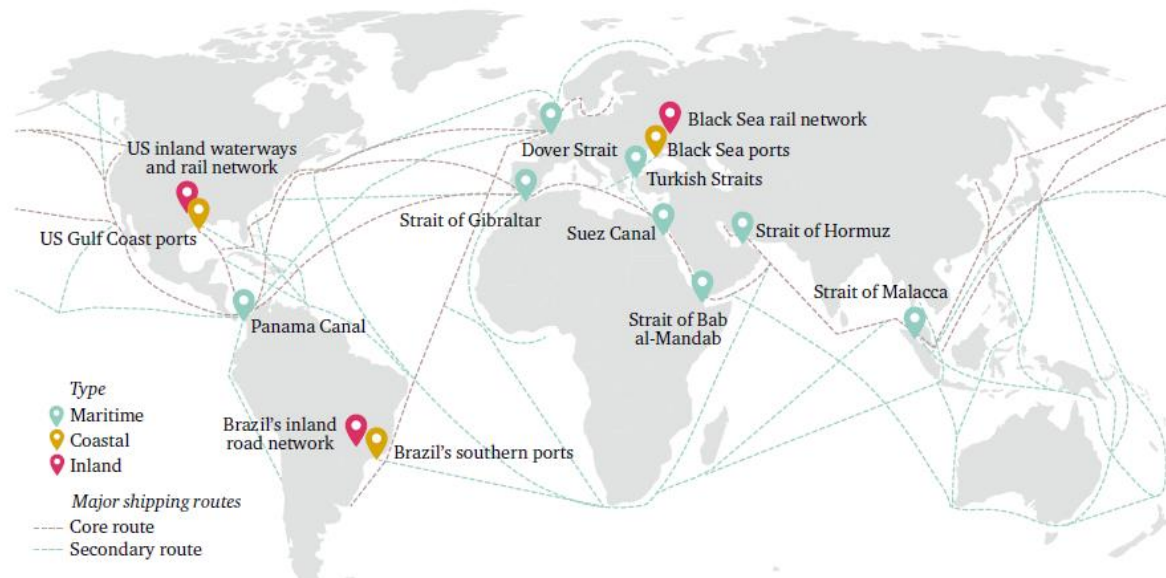 Black Sea rail network
US inland waterways
and rail network
Dover Strait
Black Sea ports
Turkish Straits
Strait of Gibraltar
US Gulf Coast ports
Suez Canal
Strait of Hormuz
Strait of Malacca
Panama Canal
Strait of Bab
al-Mandab
Type
Maritime
Coastal
Inland
Brazil's inland
road network
Brazil's southern ports
Major shipping routes
Core route
Secondary route